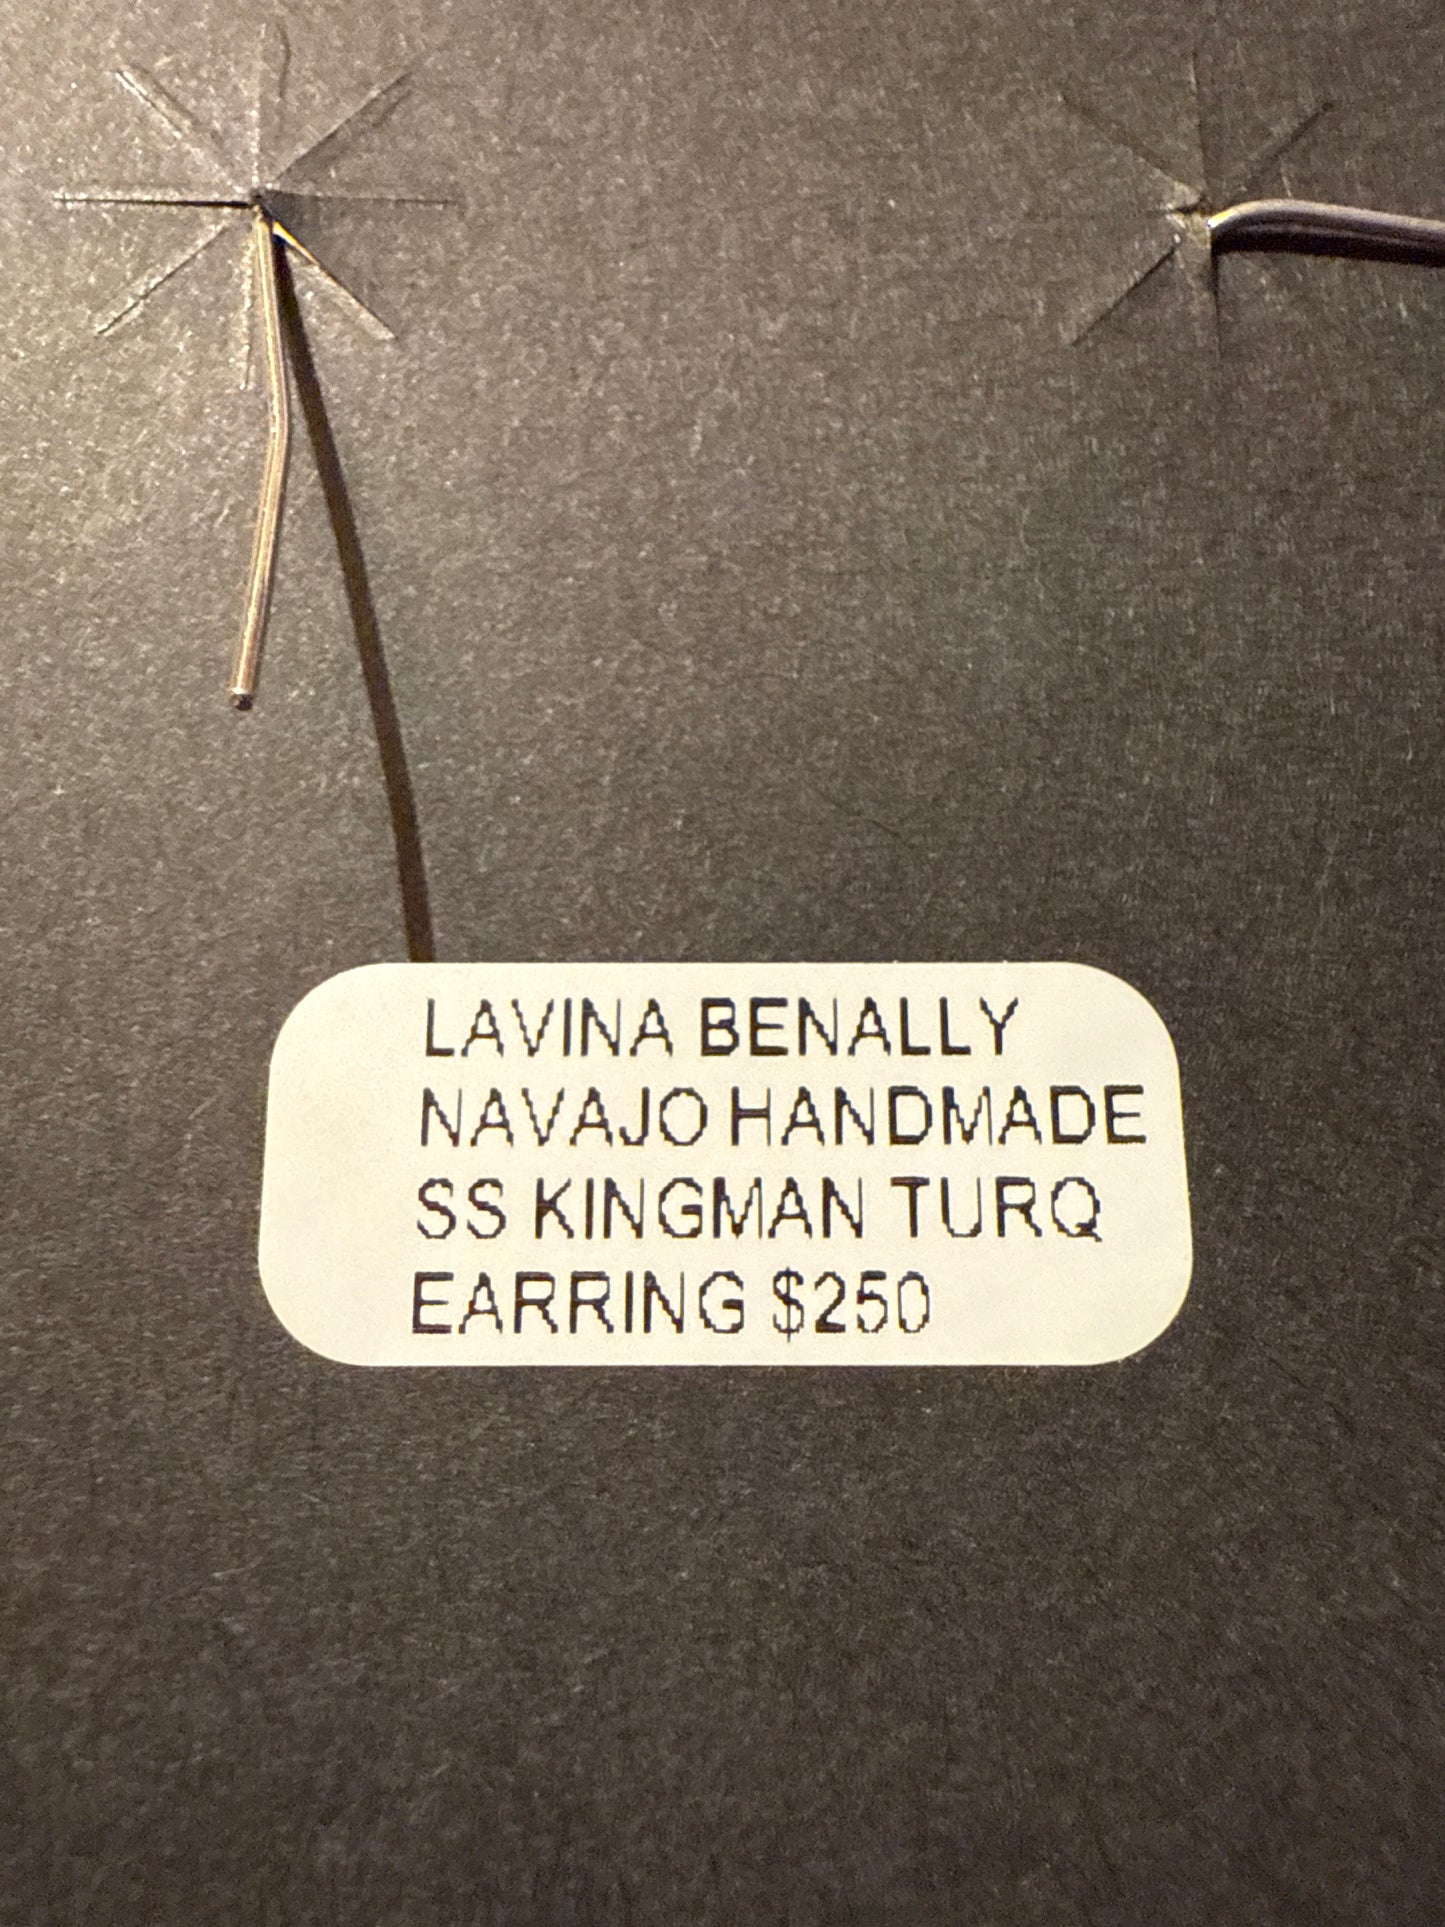 LAVINA BENALLY
NAVAJO HANDMADE
SS KINGMAN TURQ
EARRING $250